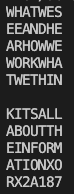 WHATWES
EEANDHE
ARHOWWE
WORKWHA
TWETHIN

KITSALL
ABOUTTH
EINFORM
ATIONXO
RX2A187